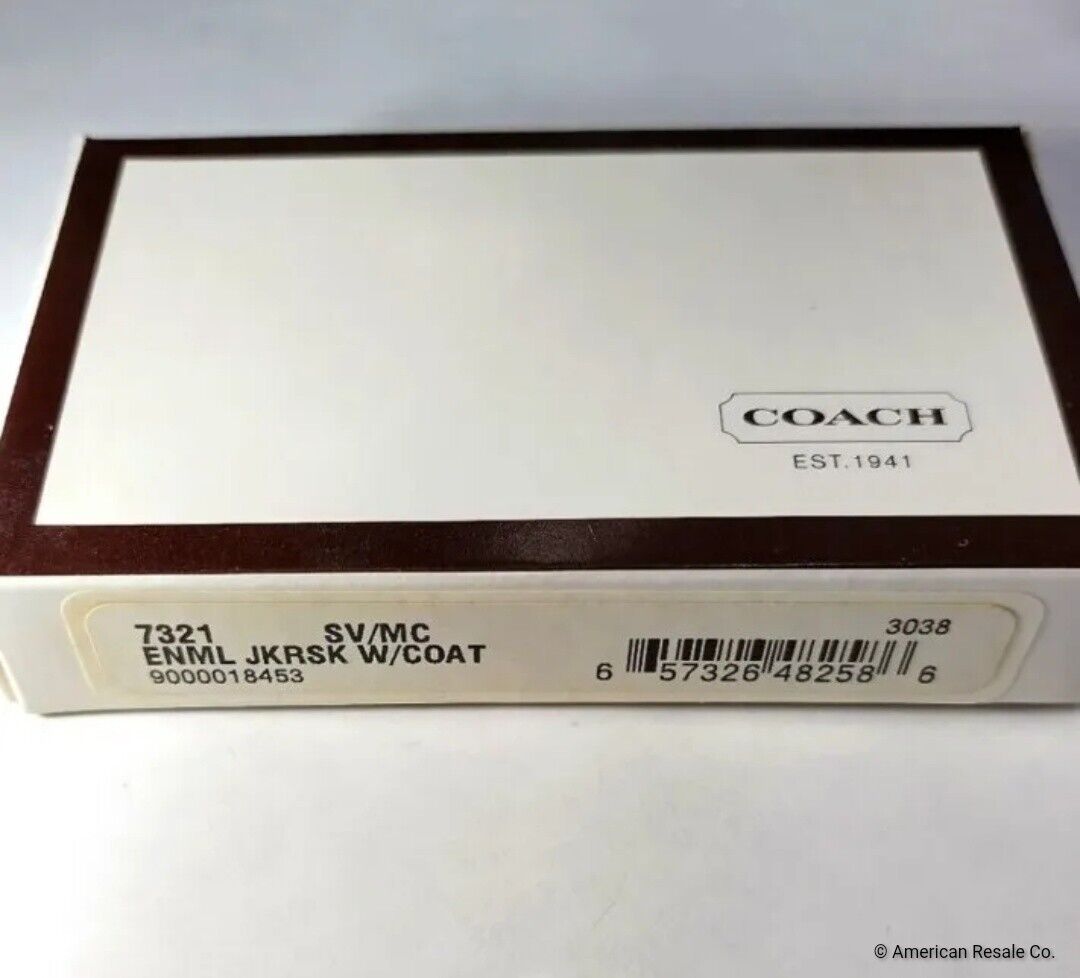 COACH
EST.1941
7321 SV/MC
ENML JKRSK W/COAT
9000018453
3038
6 57326 48258 6
© American Resale Co.